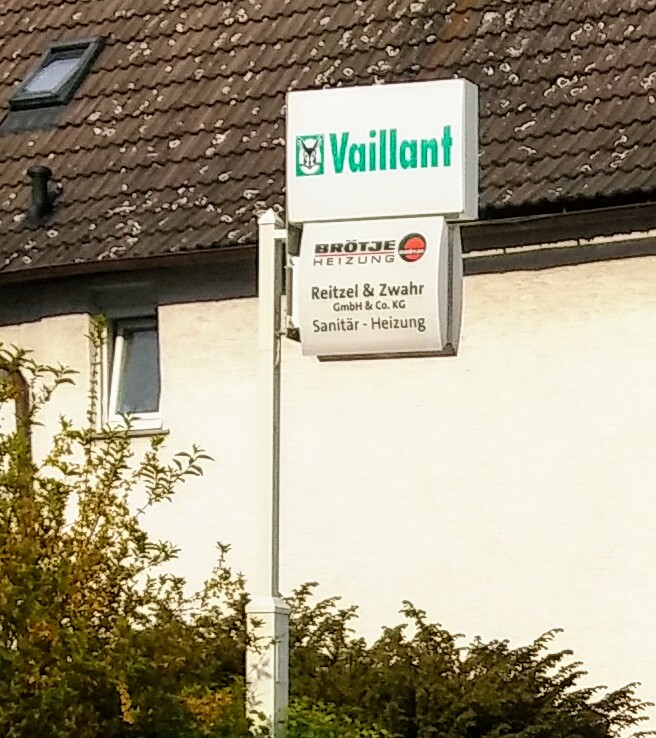 Vaillant
BRÖTJE
HEIZUNG
Reitzel & Zwahr
GmbH & Co. KG
Sanitär - Heizung